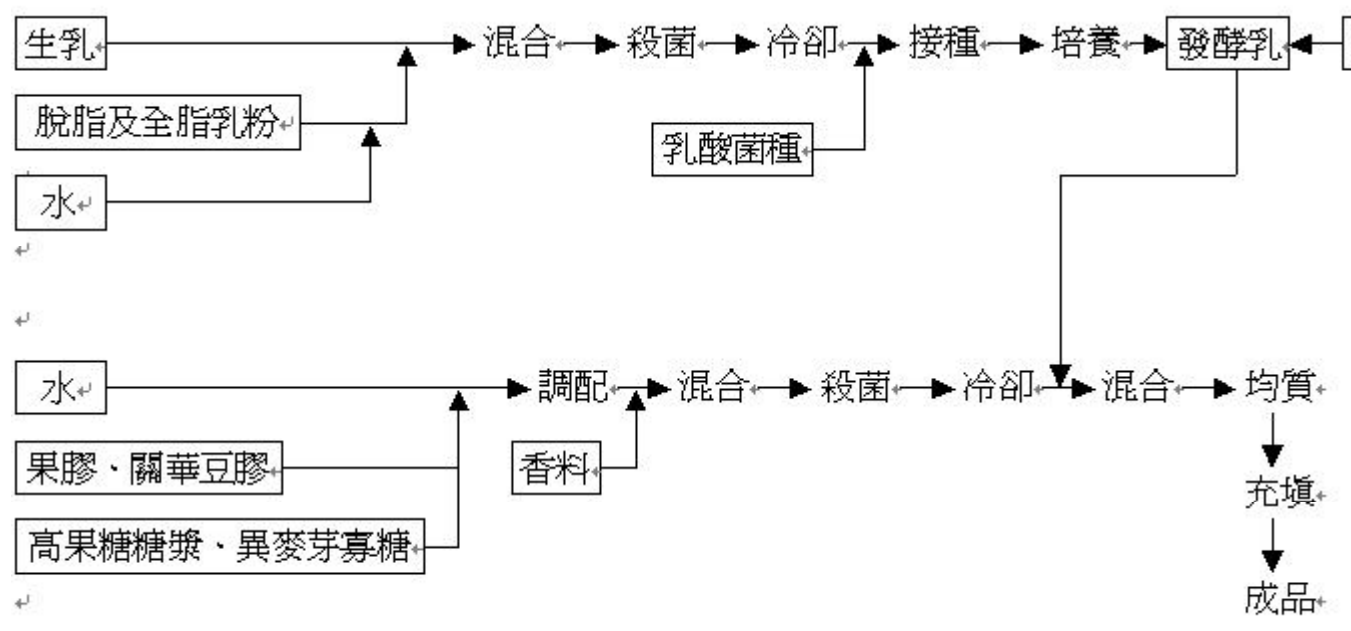 生乳 混合 殺菌 冷卻 接種 培養 發酵乳
脫脂及全脂乳粉
乳酸菌種
水
水 調配 混合 殺菌 冷卻 混合 均質
果膠、關華豆膠 香料
充填
高果糖糖漿、異麥芽寡糖
成品